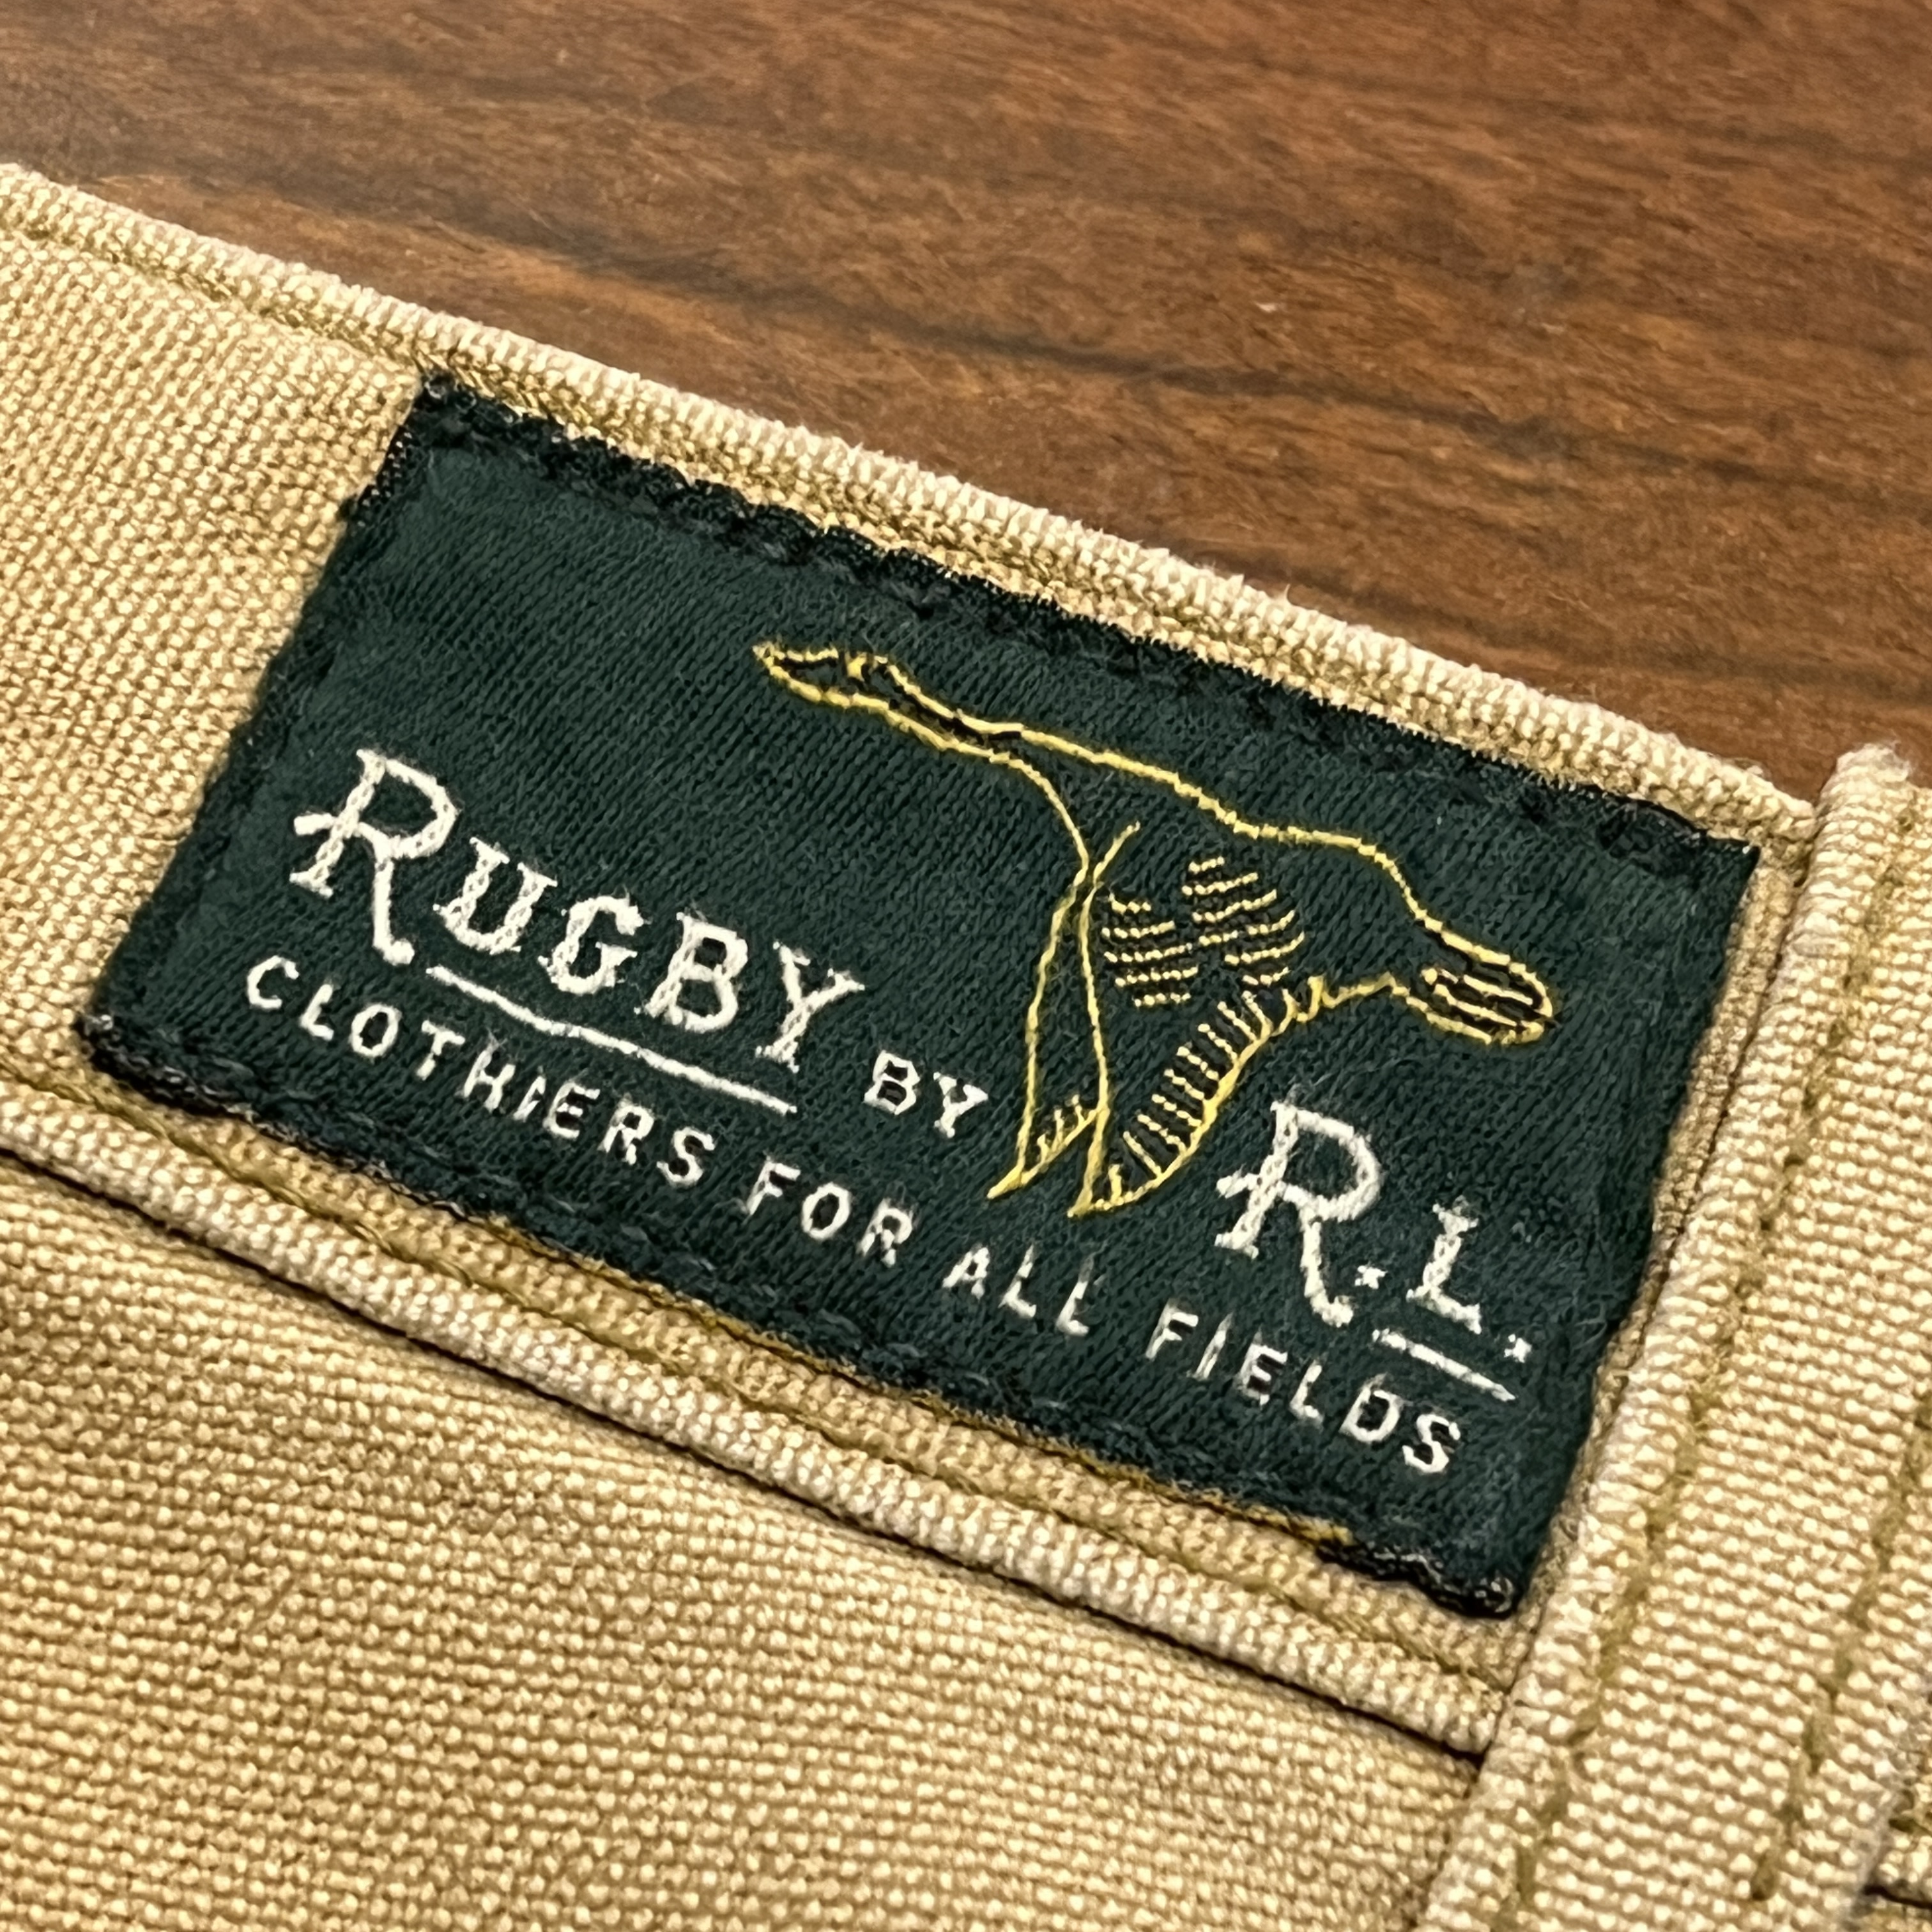 RUGBY BY R.L.
CLOTHIERS FOR ALL FIELDS